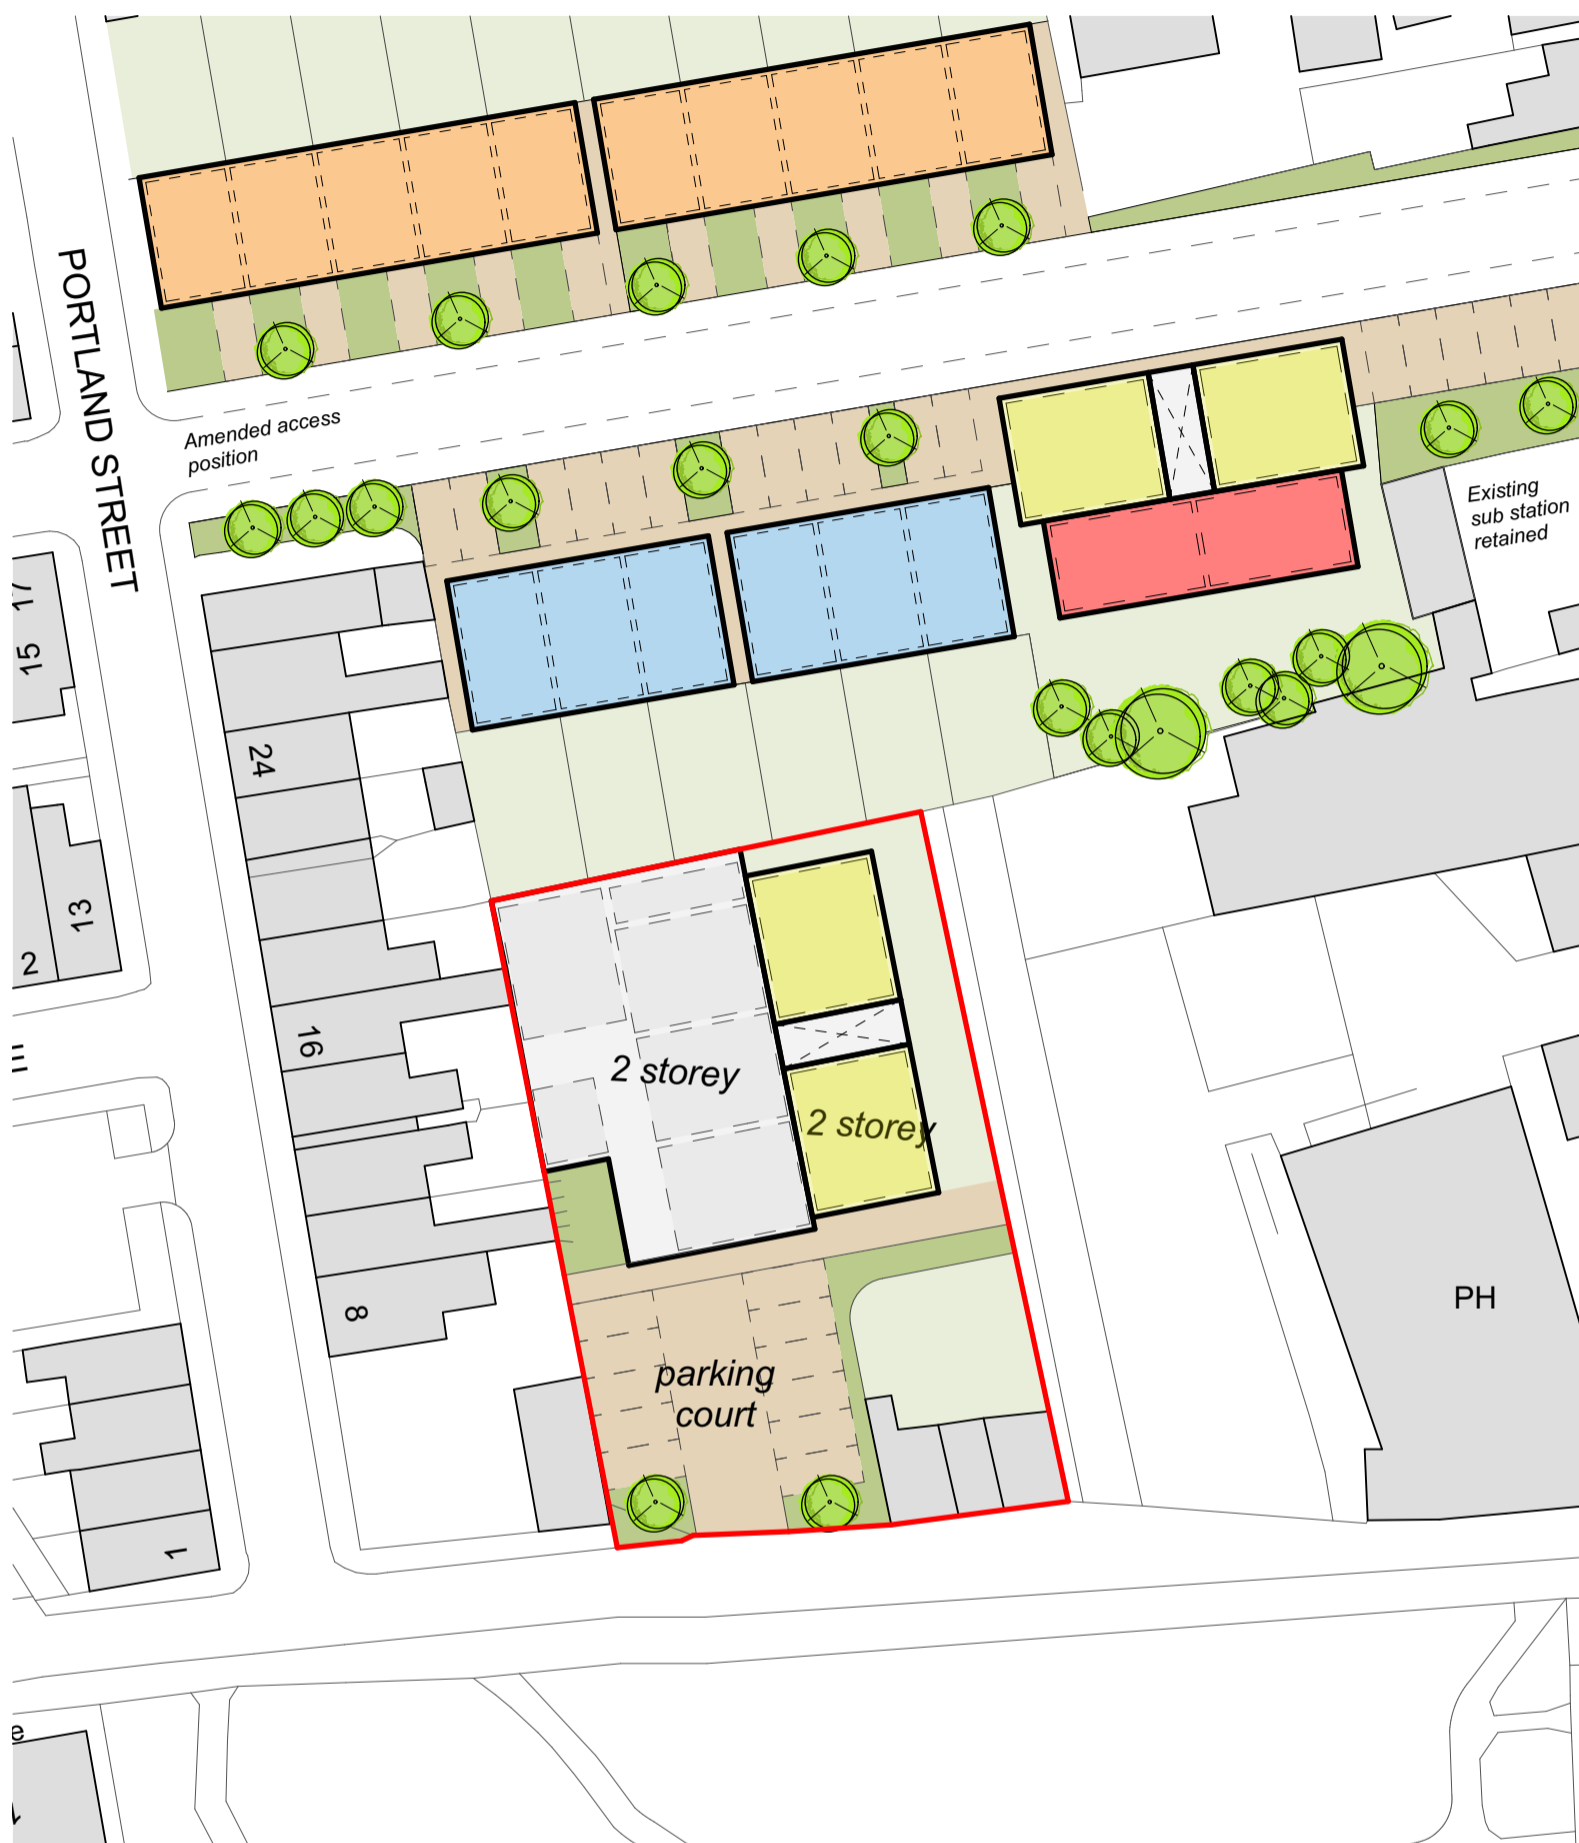 PORTLAND STREET
Amended access
position
Existing
sub station
retained
17
15
24
13
2
16
2 storey
2 storey
8
PH
parking
court
1